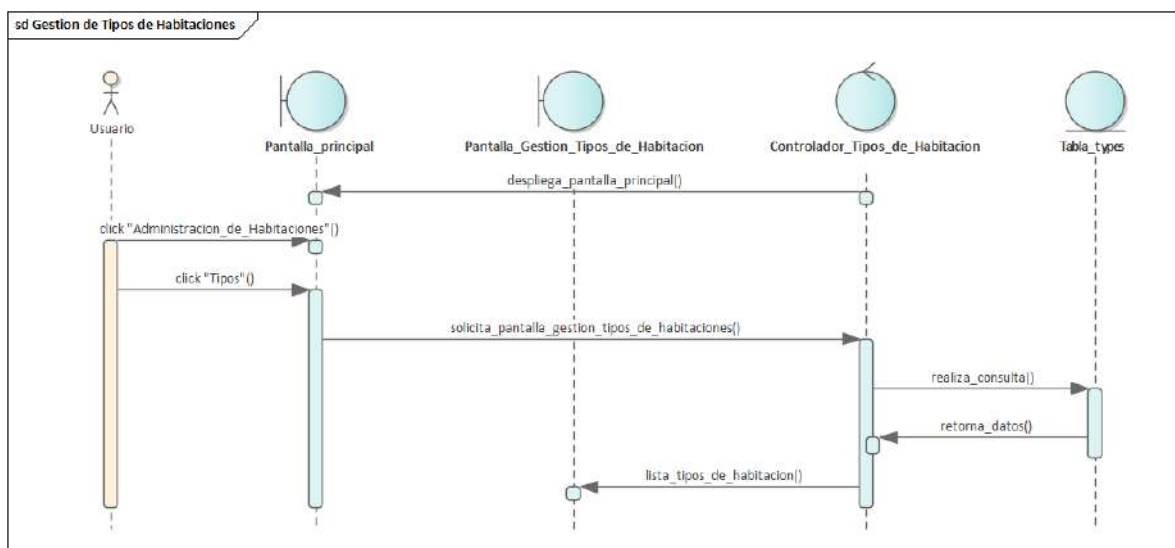 sd Gestion de Tipos de Habitaciones
Usuario
Pantalla_principal
Pantalla_Gestion_Tipos_de_Habitacion
Controlador_Tipos_de_Habitacion
Tabla_types
despliega_pantalla_principal()
click "Administracion_de_Habitaciones"()
click "Tipos"()
solicita_pantalla_gestion_tipos_de_habitaciones()
realiza_consulta()
retorna_datos()
lista_tipos_de_habitacion()